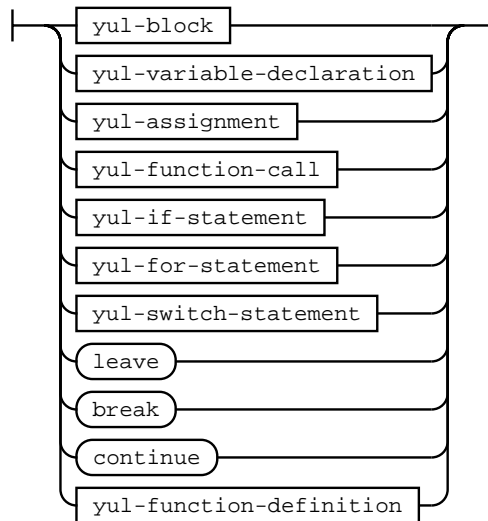 yul-block
yul-variable-declaration
yul-assignment
yul-function-call
yul-if-statement
yul-for-statement
yul-switch-statement
leave
break
continue
yul-function-definition